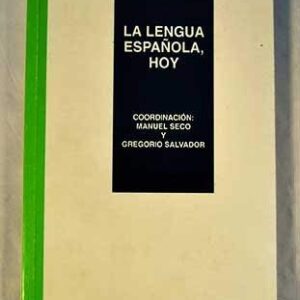 LA LENGUA
ESPAÑOLA,
HOY
COORDINACIÓN:
MANUEL SECO
Y
GREGORIO SALVADOR